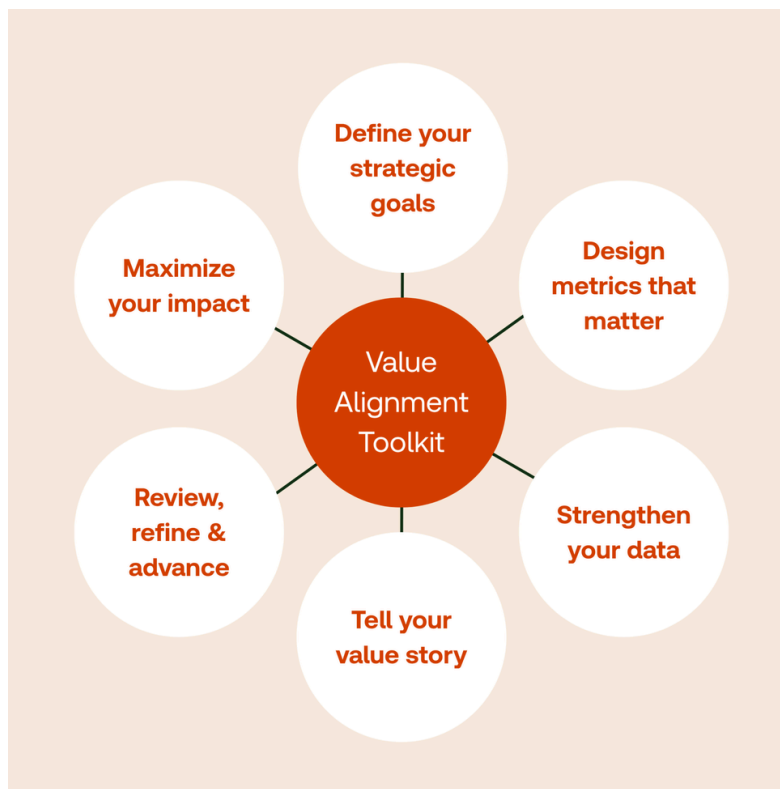 Define your
strategic
goals
Design
metrics that
matter
Strengthen
your data
Tell your
value story
Review,
refine &
advance
Maximize
your impact
Value
Alignment
Toolkit